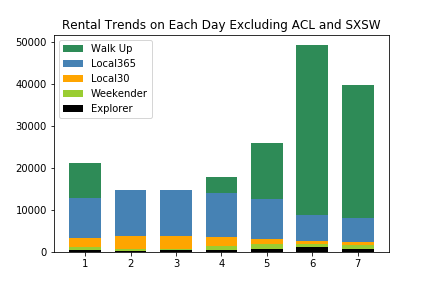 Rental Trends on Each Day Excluding ACL and SXSW
50000
40000
30000
20000
10000
0
Walk Up
Local365
Local30
Weekender
Explorer
1 2 3 4 5 6 7